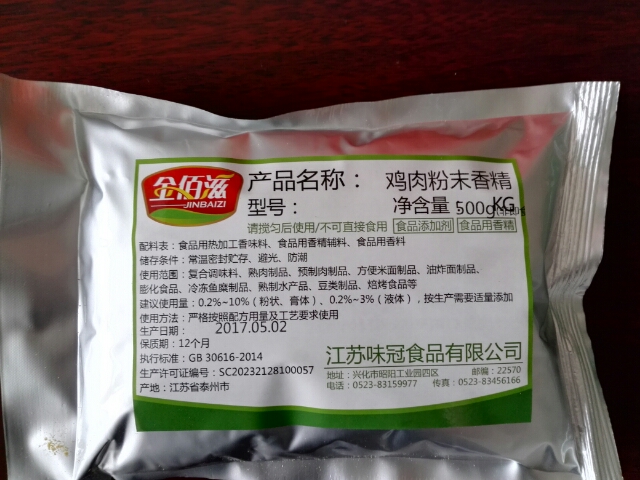 金佰滋
JINBAIZI
产品名称： 鸡肉粉末香精
型号： 净含量 500g KG
请搅匀后使用/不可直接食用 食品添加剂 食品用香精
配料表：食品用热加工香味料、食品用香精辅料、食品用香料
储存条件：常温密封贮存、避光、防潮
使用范围：复合调味料、熟肉制品、预制肉制品、方便米面制品、油炸面制品、
膨化食品、冷冻鱼糜制品、熟制水产品、豆类制品、焙烤食品等
建议使用量：0.2%~10%（粉状、膏体）、0.2%~3%（液体），按生产需要适量添加
使用方法：严格按照配方用量及工艺要求使用
生产日期： 2017.05.02
保质期：12个月
执行标准：GB 30616-2014
生产许可证编号：SC20232128100057
产地：江苏省泰州市
江苏味冠食品有限公司
地址：兴化市昭阳工业园四区 邮编：22570
电话：0523-83159977 传真：0523-83456166